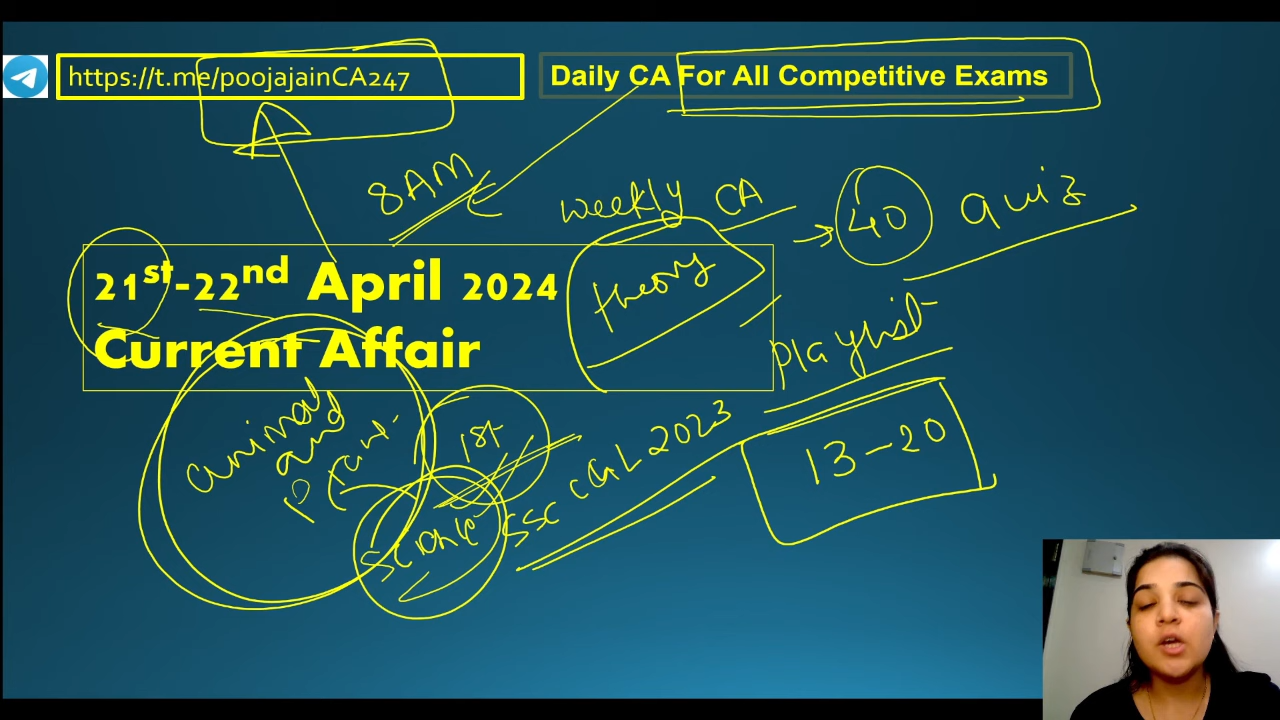 https://t.me/poojajainCA247
Daily CA For All Competitive Exams
8AM
weekly CA
→ 40 quiz
21st-22nd April 2024
Current Affair
theory
Playlist
animal
and
Plant.
1st
Science
SSC CGL 2023
13-20